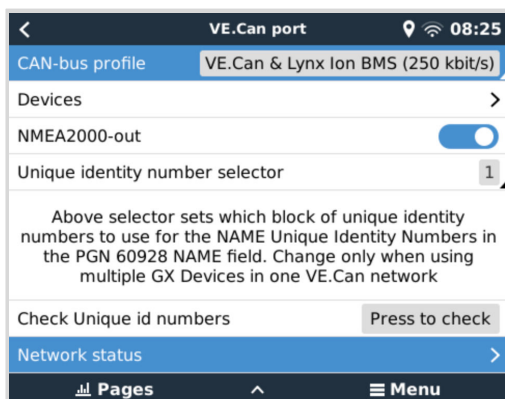 VE.Can port 08:25
CAN-bus profile VE.Can & Lynx Ion BMS (250 kbit/s)
Devices
NMEA2000-out
Unique identity number selector 1
Above selector sets which block of unique identity
numbers to use for the NAME Unique Identity Numbers in
the PGN 60928 NAME field. Change only when using
multiple GX Devices in one VE.Can network
Check Unique id numbers Press to check
Network status
Pages Menu